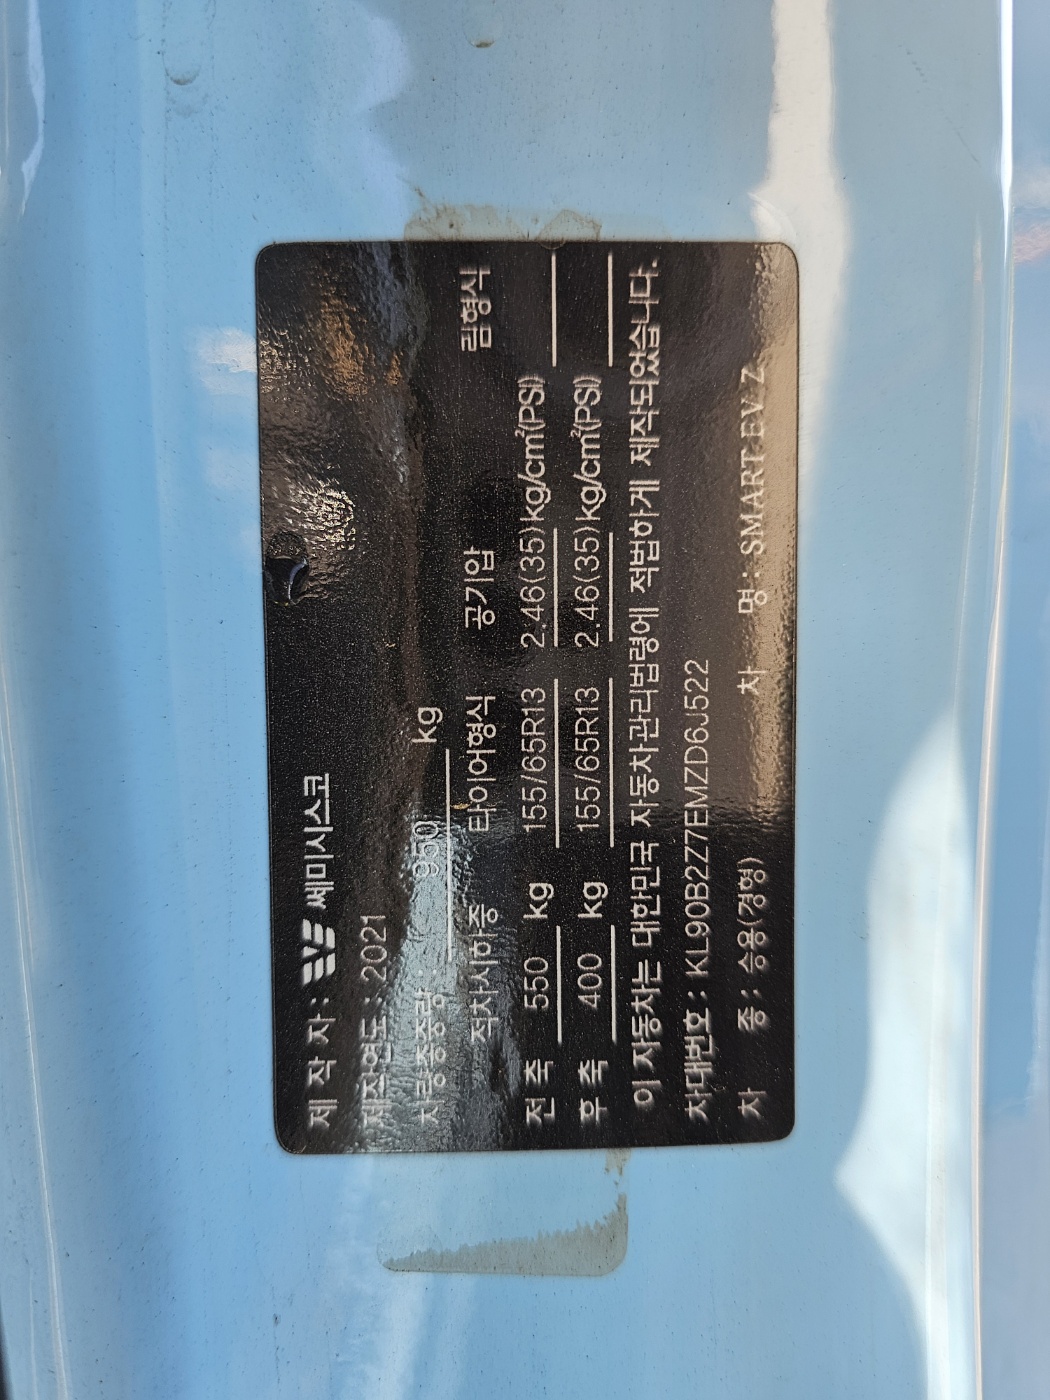 제 작 자 : EVE 쎄미시스코
제작연도 : 2021
차량총중량 : 950 kg
적차시하중 타이어형식 공기압 림형식
전 축 550 kg 155/65R13 2.46(35) kg/cm²(PSI)
후 축 400 kg 155/65R13 2.46(35) kg/cm²(PSI)
이 자동차는 대한민국 자동차관리법령에 적법하게 제작되었습니다.
차대번호 : KL90B2Z7EMZD6J522
차 종 : 승용(경형) 차 명 : SMART EV Z